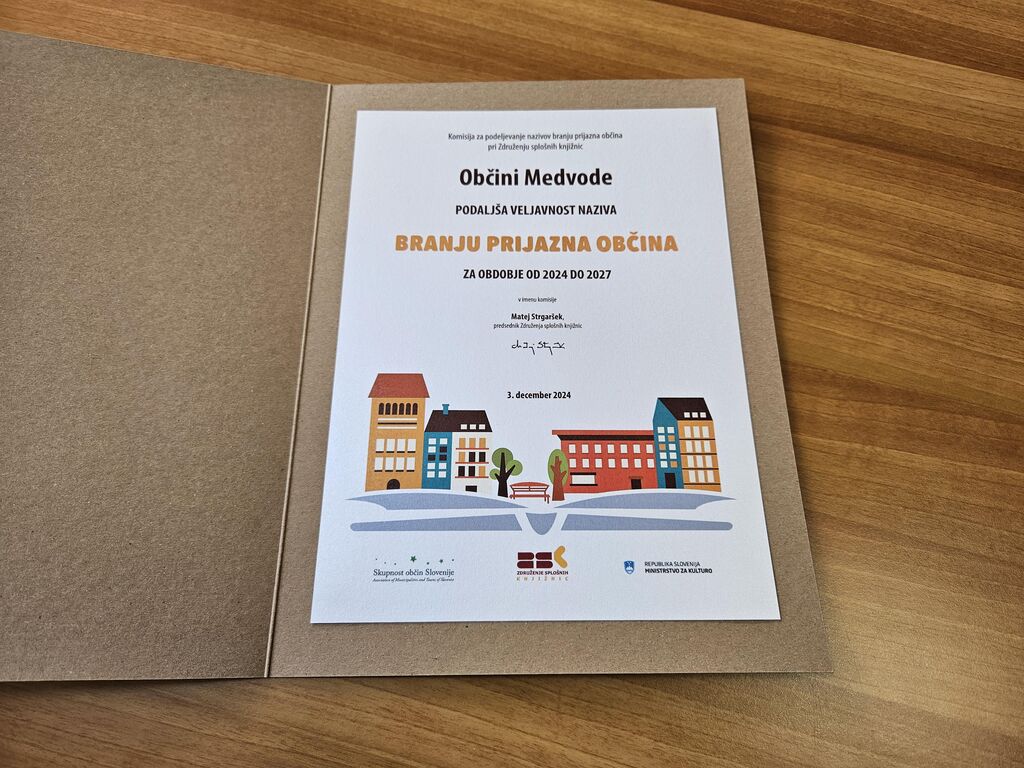 Komisija za podeljevanje nazivov branju prijazna občina
pri Združenju splošnih knjižnic
Občini Medvode
PODALJŠA VELJAVNOST NAZIVA
BRANJU PRIJAZNA OBČINA
ZA OBDOBJE OD 2024 DO 2027
v imenu komisije
Matej Strgaršek,
predsednik Združenja splošnih knjižnic
3. december 2024
Skupnost občin Slovenije
Association of Municipalities and Towns of Slovenia
ZDRUŽENJE SPLOŠNIH
KNJIŽNIC
REPUBLIKA SLOVENIJA
MINISTRSTVO ZA KULTURO